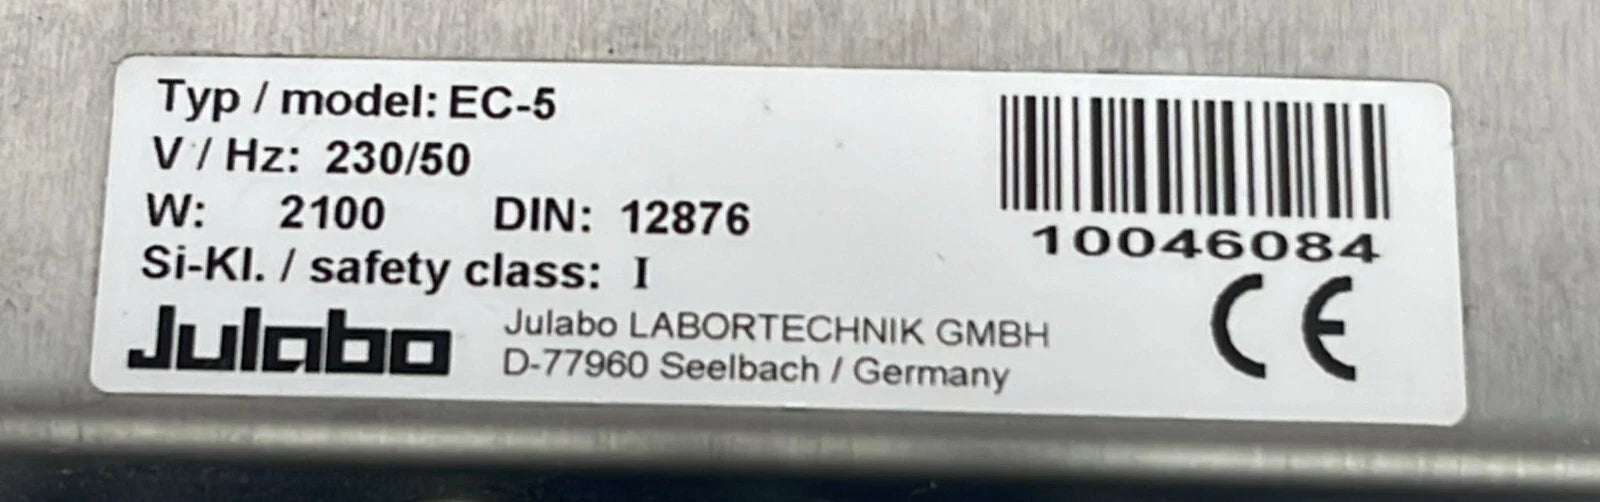 Typ / model: EC-5
V / Hz: 230/50
W: 2100 DIN: 12876
Si-Kl. / safety class: I
Julabo
Julabo LABORTECHNIK GMBH
D-77960 Seelbach / Germany
10046084
CE